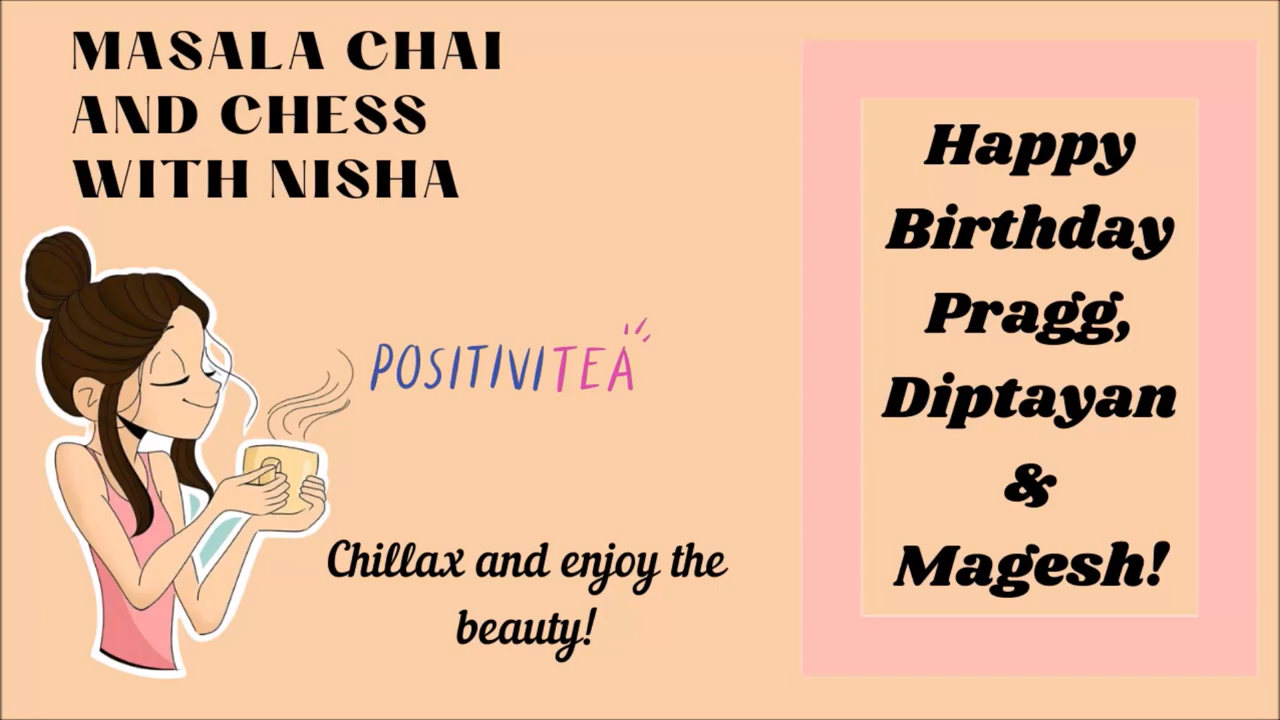 MASALA CHAI
AND CHESS
WITH NISHA
POSITIVITEA
Chillax and enjoy the
beauty!
Happy
Birthday
Pragg,
Diptayan
&
Magesh!